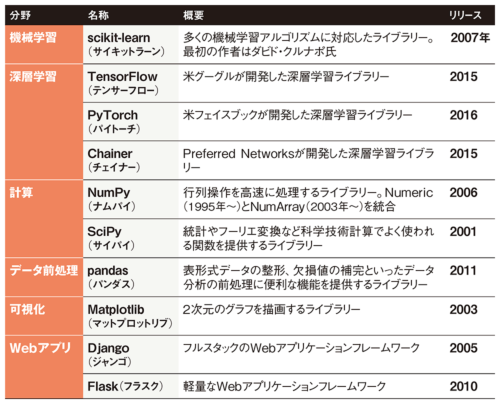 分野 名称 概要 リリース
機械学習 scikit-learn 多くの機械学習アルゴリズムに対応したライブラリー。 2007年
(サイキットラーン) 最初の作者はダビド・クルナポ氏
深層学習 TensorFlow 米グーグルが開発した深層学習ライブラリー 2015
(テンサーフロー)
PyTorch 米フェイスブックが開発した深層学習ライブラリー 2016
(パイトーチ)
Chainer Preferred Networksが開発した深層学習ライブラ 2015
(チェイナー) リー
計算 NumPy 行列操作を高速に処理するライブラリー。Numeric 2006
(ナムパイ) (1995年〜)とNumArray(2003年〜)を統合
SciPy 統計やフーリエ変換など科学技術計算でよく使われ 2001
(サイパイ) る関数を提供するライブラリー
データ前処理 pandas 表形式データの整形、欠損値の補完といったデータ 2011
(パンダス) 分析の前処理に便利な機能を提供するライブラリー
可視化 Matplotlib 2次元のグラフを描画するライブラリー 2003
(マットプロットリブ)
Webアプリ Django フルスタックのWebアプリケーションフレームワーク 2005
(ジャンゴ)
Flask(フラスク) 軽量なWebアプリケーションフレームワーク 2010